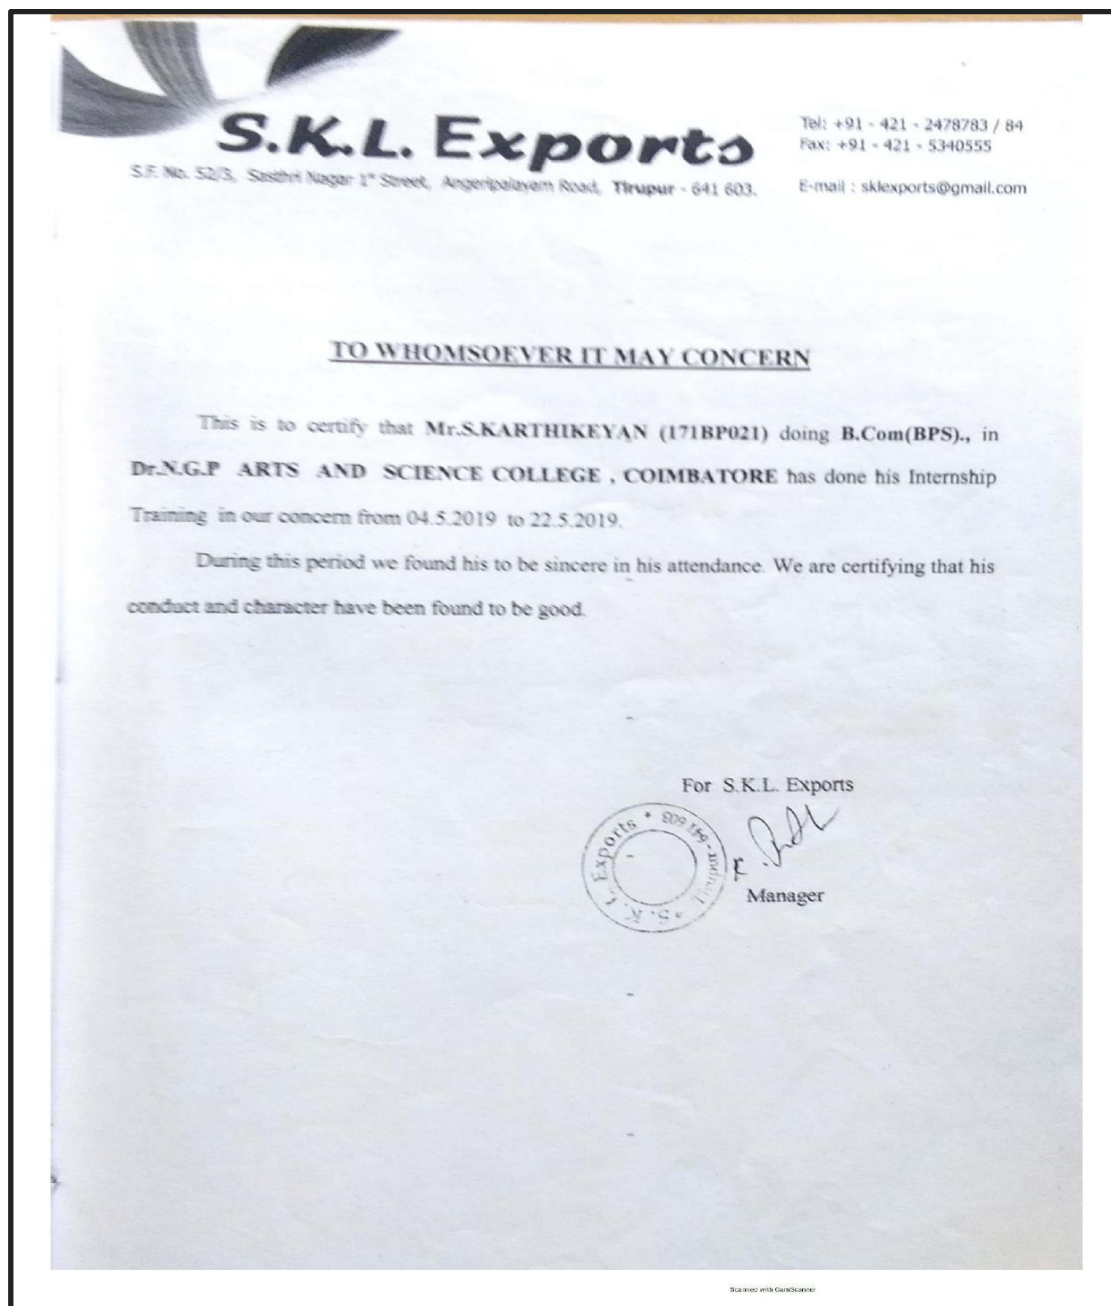 S.K.L. Exports
S.F. No. 52/3, Sasthri Nagar 1st Street, Angeripalayam Road, Tirupur - 641 603.
Tel: +91 - 421 - 2478783 / 84
Fax: +91 - 421 - 5340555
E-mail : sklexports@gmail.com
TO WHOMSOEVER IT MAY CONCERN
This is to certify that Mr.S.KARTHIKEYAN (171BP021) doing B.Com(BPS)., in
Dr.N.G.P ARTS AND SCIENCE COLLEGE , COIMBATORE has done his Internship
Training in our concern from 04.5.2019 to 22.5.2019.
During this period we found his to be sincere in his attendance. We are certifying that his
conduct and character have been found to be good.
For S.K.L. Exports
* S.K.L. Exports * Tirupur-641 603
Manager
Scanned with CamScanner